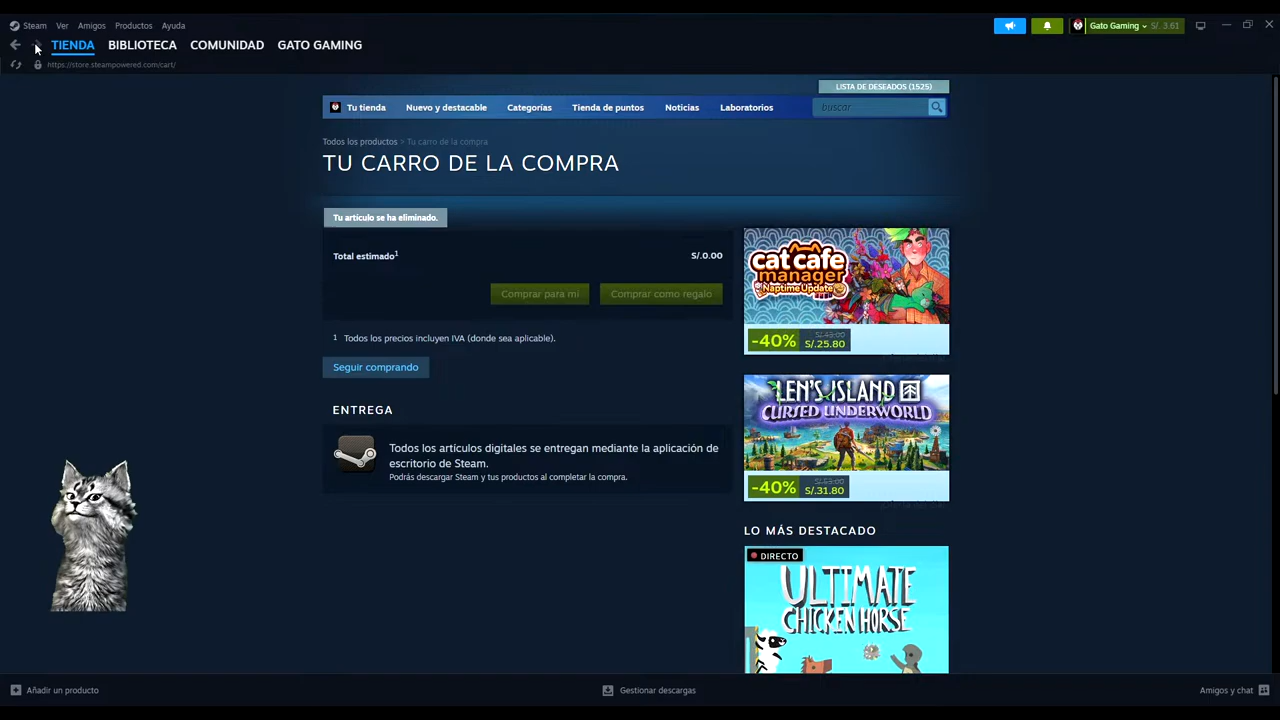 Steam Ver Amigos Productos Ayuda
Gato Gaming S/. 3.61
TIENDA BIBLIOTECA COMUNIDAD GATO GAMING
https://store.steampowered.com/cart/
LISTA DE DESEADOS (1525)
Tu tienda Nuevo y destacable Categorías Tienda de puntos Noticias Laboratorios buscar
Todos los productos > Tu carro de la compra
TU CARRO DE LA COMPRA
Tu artículo se ha eliminado.
Total estimado¹ S/.0.00
Comprar para mí Comprar como regalo
1 Todos los precios incluyen IVA (donde sea aplicable).
Seguir comprando
ENTREGA
Todos los artículos digitales se entregan mediante la aplicación de
escritorio de Steam.
Podrás descargar Steam y tus productos al completar la compra.
cat cafe
manager
Naptime Update
-40% S/.43.00
S/.25.80
LEN'S ISLAND
CURSED UNDERWORLD
-40% S/.53.00
S/.31.80
LO MÁS DESTACADO
DIRECTO
ULTIMATE
CHICKEN HORSE
Añadir un producto Gestionar descargas Amigos y chat